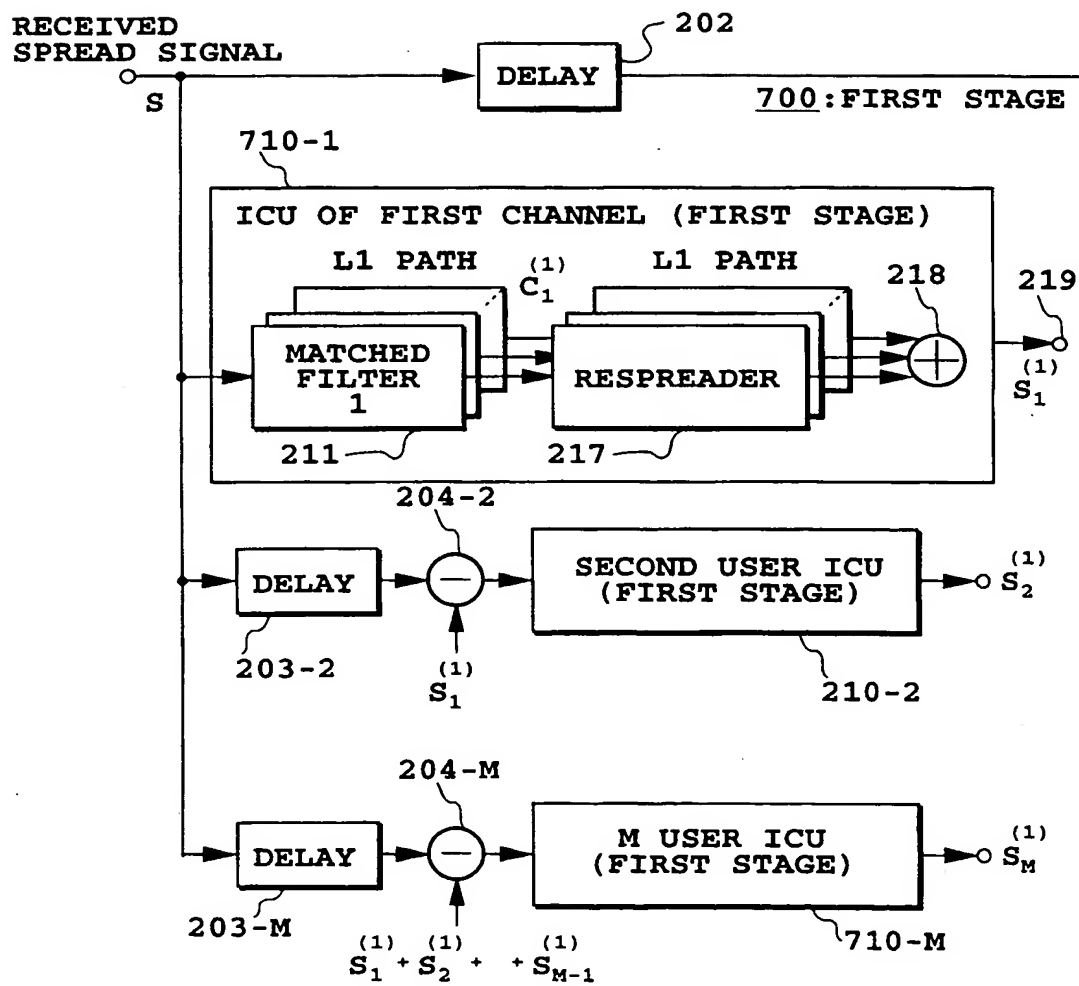 RECEIVED
SPREAD SIGNAL
S
DELAY
202
700:FIRST STAGE
710-1
ICU OF FIRST CHANNEL (FIRST STAGE)
L1 PATH
C₁⁽¹⁾
L1 PATH
218
219
MATCHED
FILTER
1
RESPREADER
+
S₁⁽¹⁾
211
217
204-2
DELAY
−
SECOND USER ICU
(FIRST STAGE)
S₂⁽¹⁾
203-2
S₁⁽¹⁾
210-2
204-M
DELAY
−
M USER ICU
(FIRST STAGE)
S_M⁽¹⁾
203-M
710-M
S₁⁽¹⁾ + S₂⁽¹⁾ + + S_M-1⁽¹⁾